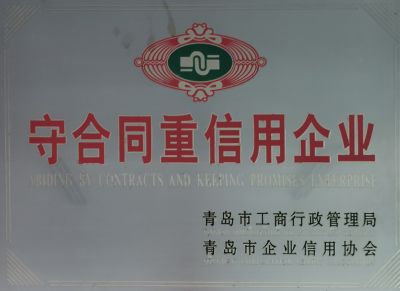 守合同重信用企业
ABIDING BY CONTRACTS AND KEEPING PROMISES ENTERPRISE
青岛市工商行政管理局
青岛市企业信用协会